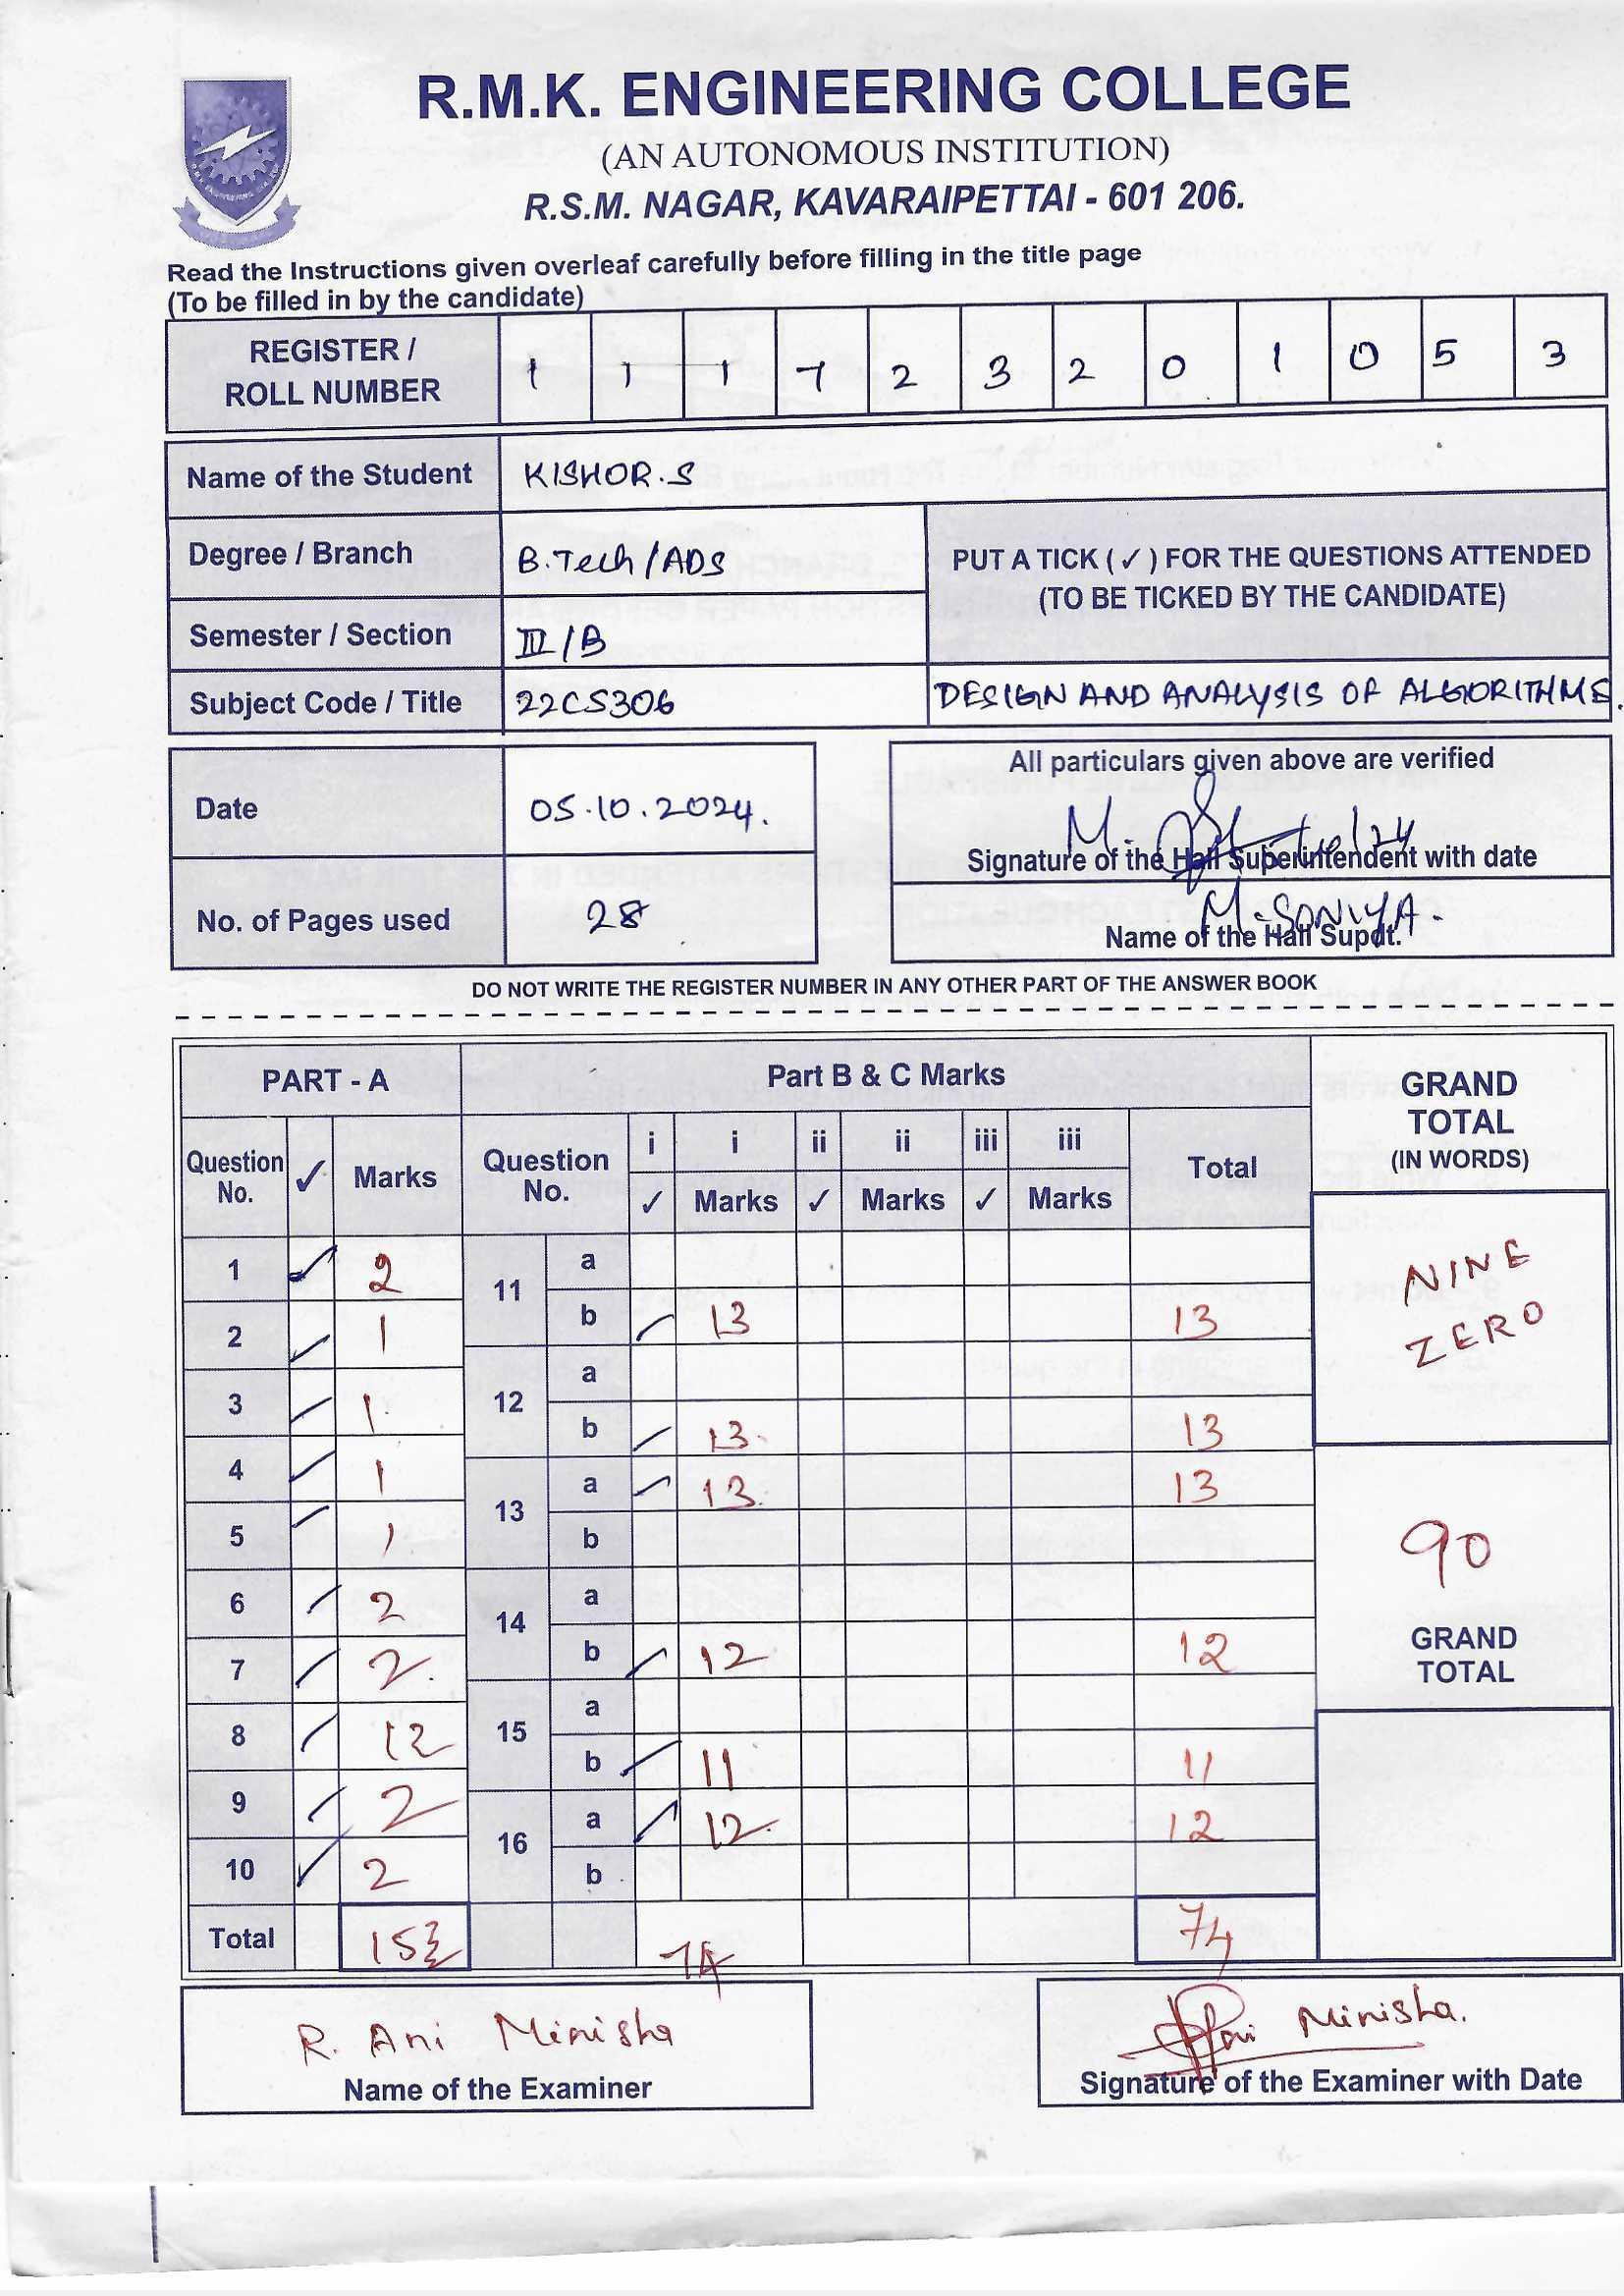 R.M.K. ENGINEERING COLLEGE
(AN AUTONOMOUS INSTITUTION)
R.S.M. NAGAR, KAVARAIPETTAI - 601 206.
Read the Instructions given overleaf carefully before filling in the title page
(To be filled in by the candidate)
REGISTER / ROLL NUMBER 1 1 1 7 2 3 2 0 1 0 5 3
Name of the Student KISHOR.S
Degree / Branch B.Tech/ADS
PUT A TICK (✓) FOR THE QUESTIONS ATTENDED
(TO BE TICKED BY THE CANDIDATE)
Semester / Section III/B
Subject Code / Title 22CS306 DESIGN AND ANALYSIS OF ALGORITHMS.
Date 05.10.2024.
All particulars given above are verified
Signature of the Hall Superintendent with date
No. of Pages used 28
M.SONIYA.
Name of the Hall Supdt.
DO NOT WRITE THE REGISTER NUMBER IN ANY OTHER PART OF THE ANSWER BOOK
PART - A Part B & C Marks GRAND TOTAL (IN WORDS)
Question No. ✓ Marks Question No. i ✓ i Marks ii ✓ ii Marks iii ✓ iii Marks Total
1 ✓ 2 11 a
2 ✓ 1 b ✓ 13 13
NINE
ZERO
3 ✓ 1 12 a
b ✓ 13 13
4 ✓ 1 13 a ✓ 13 13
5 ✓ 1 b
90
GRAND TOTAL
6 ✓ 2 14 a
7 ✓ 2 b ✓ 12 12
8 ✓ 15 a
b ✓ 11 11
9 ✓ 2 16 a ✓ 12 12
10 ✓ 2 b
Total 74 74
R. Ani Minisha
Name of the Examiner
Minisha.
Signature of the Examiner with Date